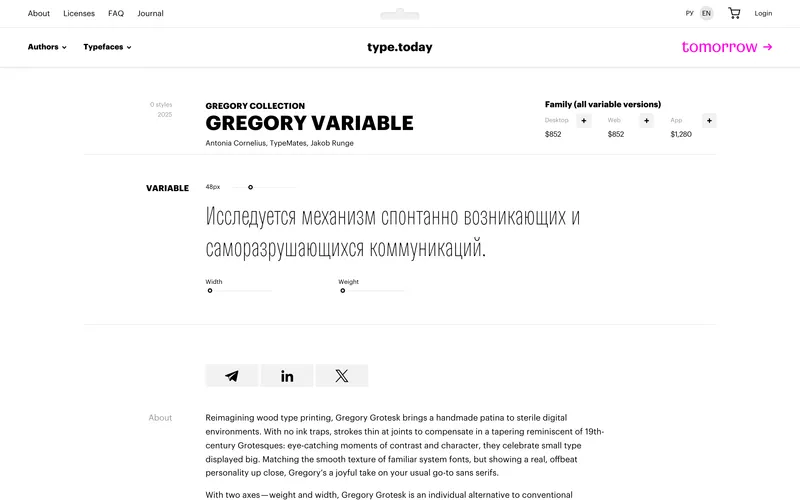 About Licenses FAQ Journal
РУ EN Login
Authors Typefaces
type.today
tomorrow →
0 styles
2025
GREGORY COLLECTION
GREGORY VARIABLE
Antonia Cornelius, TypeMates, Jakob Runge
Family (all variable versions)
Desktop + Web + App +
$852 $852 $1,280
VARIABLE
48px
Исследуется механизм спонтанно возникающих и
саморазрушающихся коммуникаций.
Width Weight
About
Reimagining wood type printing, Gregory Grotesk brings a handmade patina to sterile digital
environments. With no ink traps, strokes thin at joints to compensate in a tapering reminiscent of 19th-
century Grotesques: eye-catching moments of contrast and character, they celebrate small type
displayed big. Matching the smooth texture of familiar system fonts, but showing a real, offbeat
personality up close, Gregory’s a joyful take on your usual go-to sans serifs.
With two axes—weight and width, Gregory Grotesk is an individual alternative to conventional